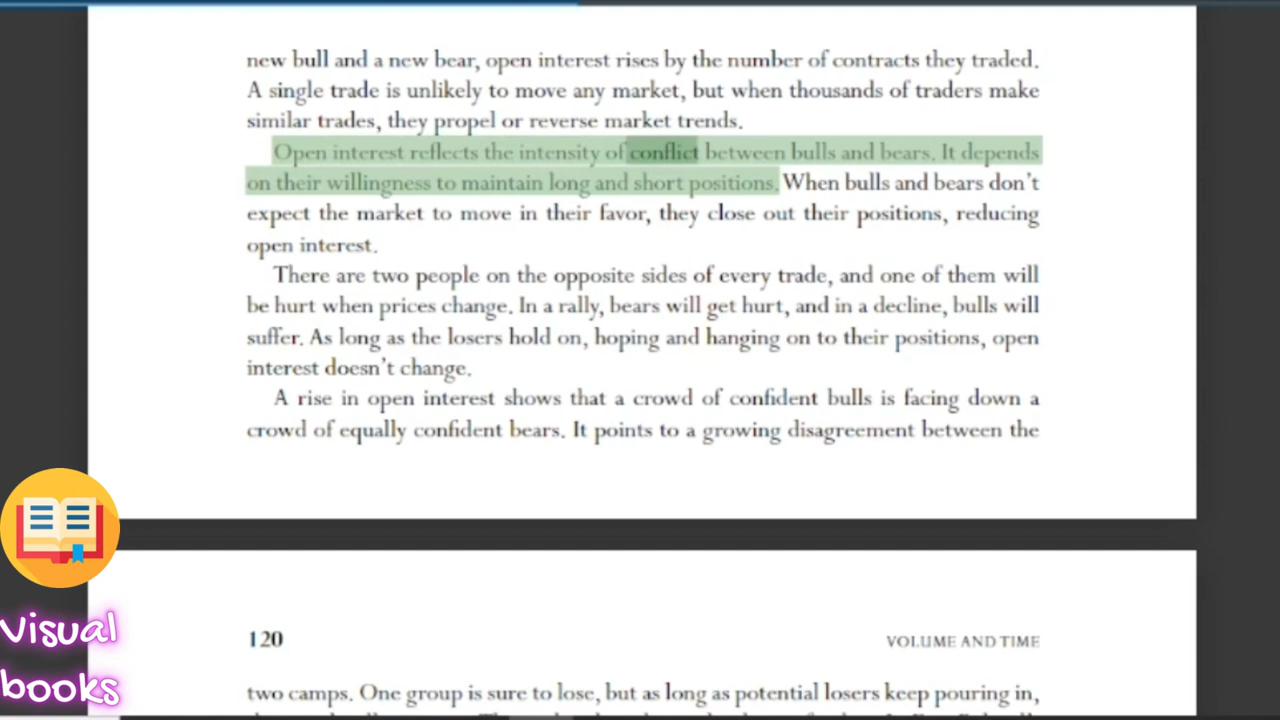 new bull and a new bear, open interest rises by the number of contracts they traded.
A single trade is unlikely to move any market, but when thousands of traders make
similar trades, they propel or reverse market trends.
Open interest reflects the intensity of conflict between bulls and bears. It depends
on their willingness to maintain long and short positions. When bulls and bears don't
expect the market to move in their favor, they close out their positions, reducing
open interest.
There are two people on the opposite sides of every trade, and one of them will
be hurt when prices change. In a rally, bears will get hurt, and in a decline, bulls will
suffer. As long as the losers hold on, hoping and hanging on to their positions, open
interest doesn't change.
A rise in open interest shows that a crowd of confident bulls is facing down a
crowd of equally confident bears. It points to a growing disagreement between the
120 VOLUME AND TIME
two camps. One group is sure to lose, but as long as potential losers keep pouring in,
Visual
books